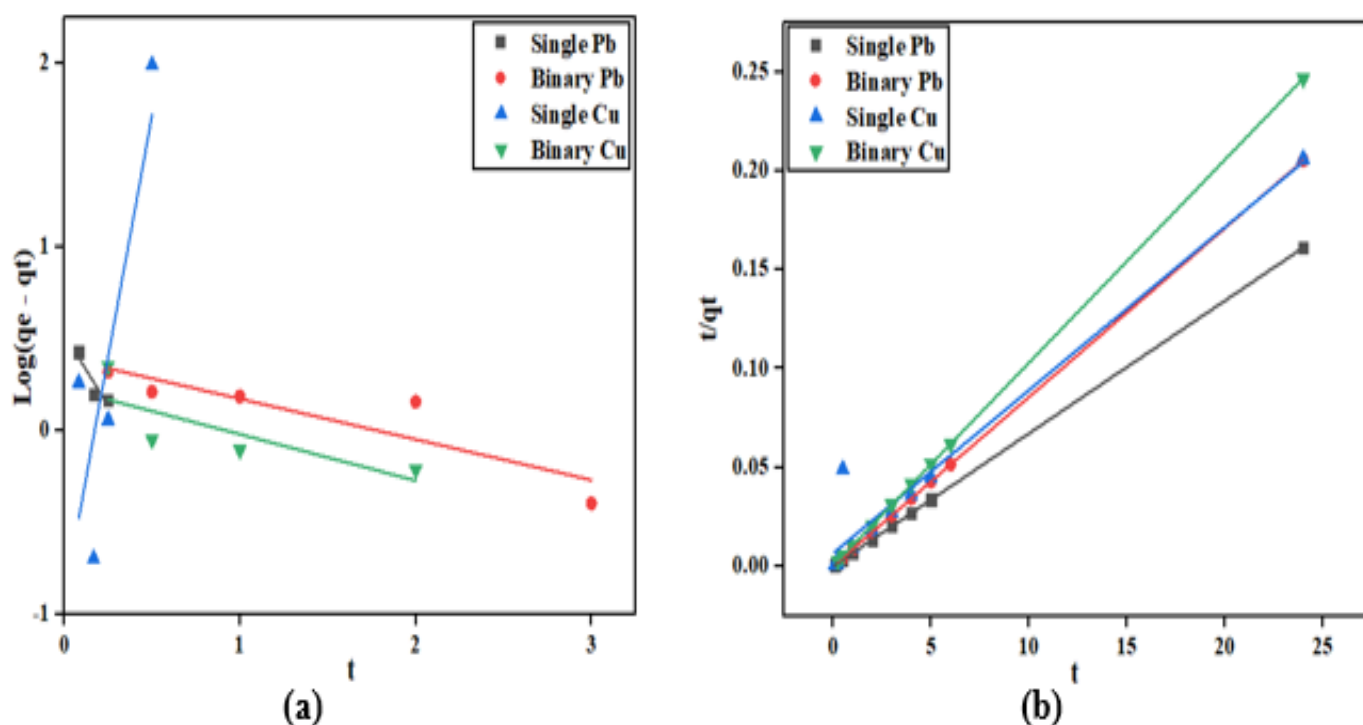 Single Pb
Binary Pb
Single Cu
Binary Cu
Log(qe - qt)
2
1
0
-1
0
1
2
3
t
(a)
Single Pb
Binary Pb
Single Cu
Binary Cu
t/qt
0.25
0.20
0.15
0.10
0.05
0.00
0
5
10
15
20
25
t
(b)